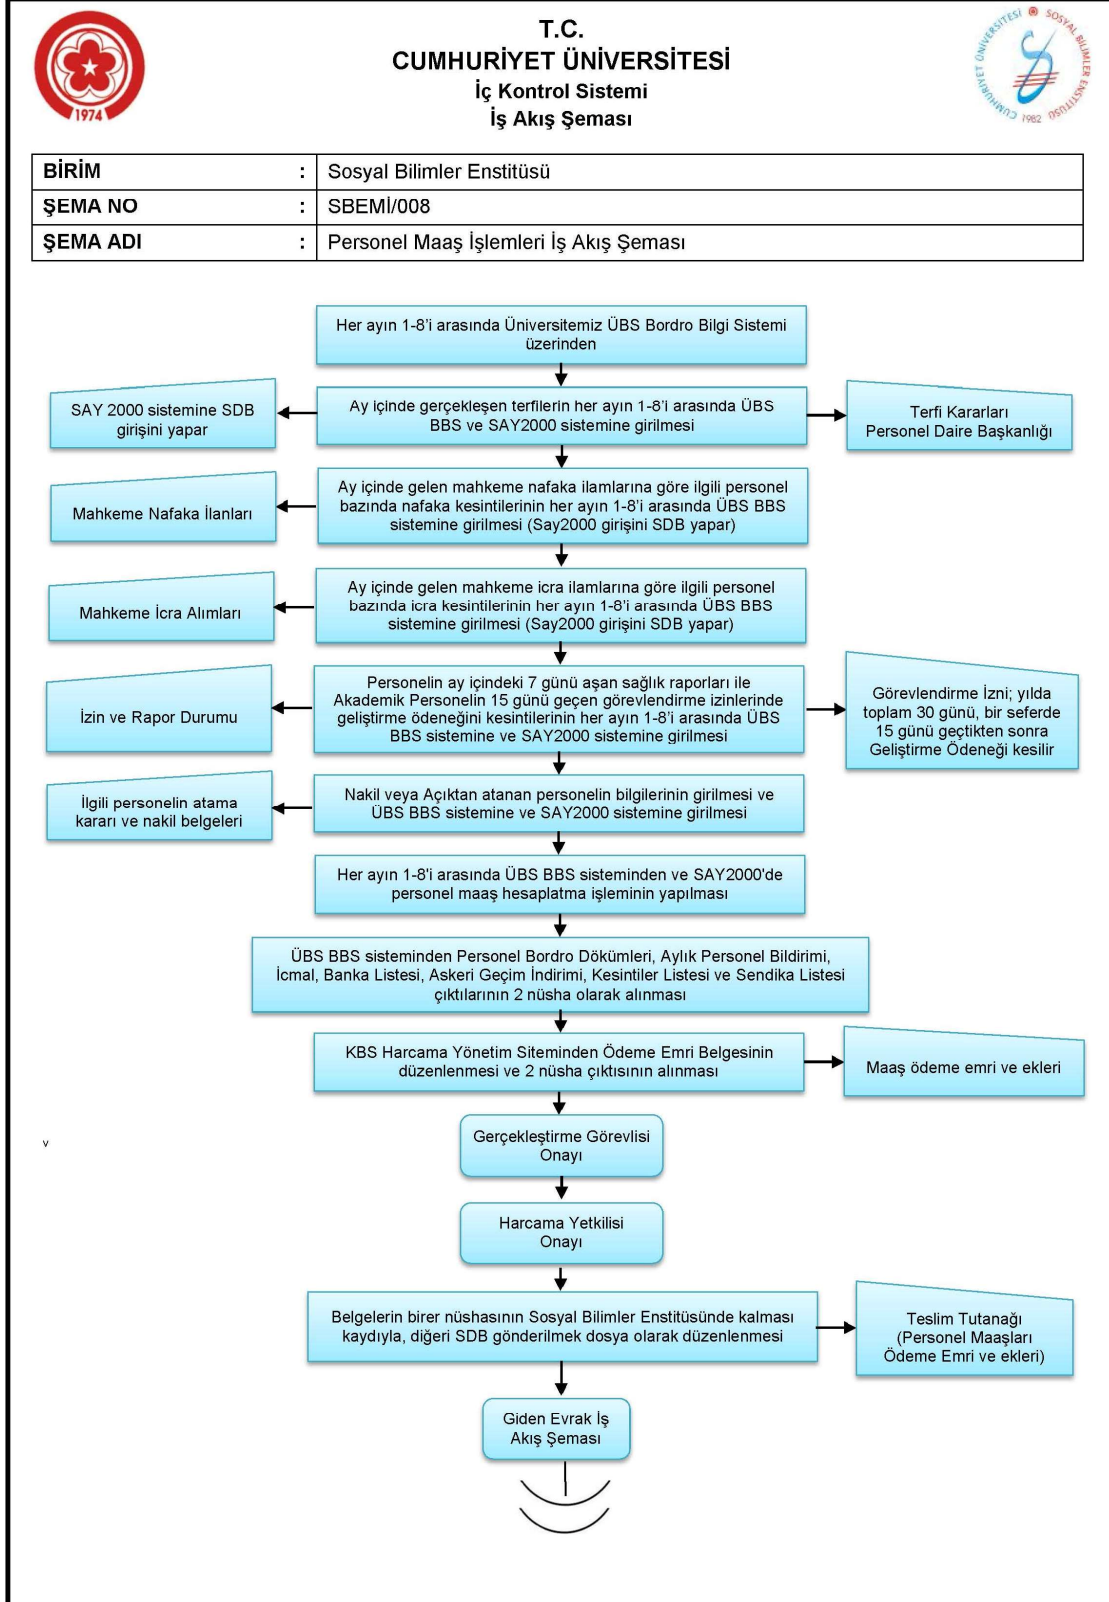 T.C.
CUMHURİYET ÜNİVERSİTESİ
İç Kontrol Sistemi
İş Akış Şeması
1974
CUMHURİYET ÜNİVERSİTESİ SOSYAL BİLİMLER ENSTİTÜSÜ 1982
BİRİM : Sosyal Bilimler Enstitüsü
ŞEMA NO : SBEMİ/008
ŞEMA ADI : Personel Maaş İşlemleri İş Akış Şeması
Her ayın 1-8'i arasında Üniversitemiz ÜBS Bordro Bilgi Sistemi
üzerinden
SAY 2000 sistemine SDB
girişini yapar
Ay içinde gerçekleşen terfilerin her ayın 1-8'i arasında ÜBS
BBS ve SAY2000 sistemine girilmesi
Terfi Kararları
Personel Daire Başkanlığı
Mahkeme Nafaka İlanları
Ay içinde gelen mahkeme nafaka ilamlarına göre ilgili personel
bazında nafaka kesintilerinin her ayın 1-8'i arasında ÜBS BBS
sistemine girilmesi (Say2000 girişini SDB yapar)
Mahkeme İcra Alımları
Ay içinde gelen mahkeme icra ilamlarına göre ilgili personel
bazında icra kesintilerinin her ayın 1-8'i arasında ÜBS BBS
sistemine girilmesi (Say2000 girişini SDB yapar)
İzin ve Rapor Durumu
Personelin ay içindeki 7 günü aşan sağlık raporları ile
Akademik Personelin 15 günü geçen görevlendirme izinlerinde
geliştirme ödeneğini kesintilerinin her ayın 1-8'i arasında ÜBS
BBS sistemine ve SAY2000 sistemine girilmesi
Görevlendirme İzni; yılda
toplam 30 günü, bir seferde
15 günü geçtikten sonra
Geliştirme Ödeneği kesilir
İlgili personelin atama
kararı ve nakil belgeleri
Nakil veya Açıktan atanan personelin bilgilerinin girilmesi ve
ÜBS BBS sistemine ve SAY2000 sistemine girilmesi
Her ayın 1-8'i arasında ÜBS BBS sisteminden ve SAY2000'de
personel maaş hesaplatma işleminin yapılması
ÜBS BBS sisteminden Personel Bordro Dökümleri, Aylık Personel Bildirimi,
İcmal, Banka Listesi, Askeri Geçim İndirimi, Kesintiler Listesi ve Sendika Listesi
çıktılarının 2 nüsha olarak alınması
KBS Harcama Yönetim Siteminden Ödeme Emri Belgesinin
düzenlenmesi ve 2 nüsha çıktısının alınması
Maaş ödeme emri ve ekleri
v
Gerçekleştirme Görevlisi
Onayı
Harcama Yetkilisi
Onayı
Belgelerin birer nüshasının Sosyal Bilimler Enstitüsünde kalması
kaydıyla, diğeri SDB gönderilmek dosya olarak düzenlenmesi
Teslim Tutanağı
(Personel Maaşları
Ödeme Emri ve ekleri)
Giden Evrak İş
Akış Şeması